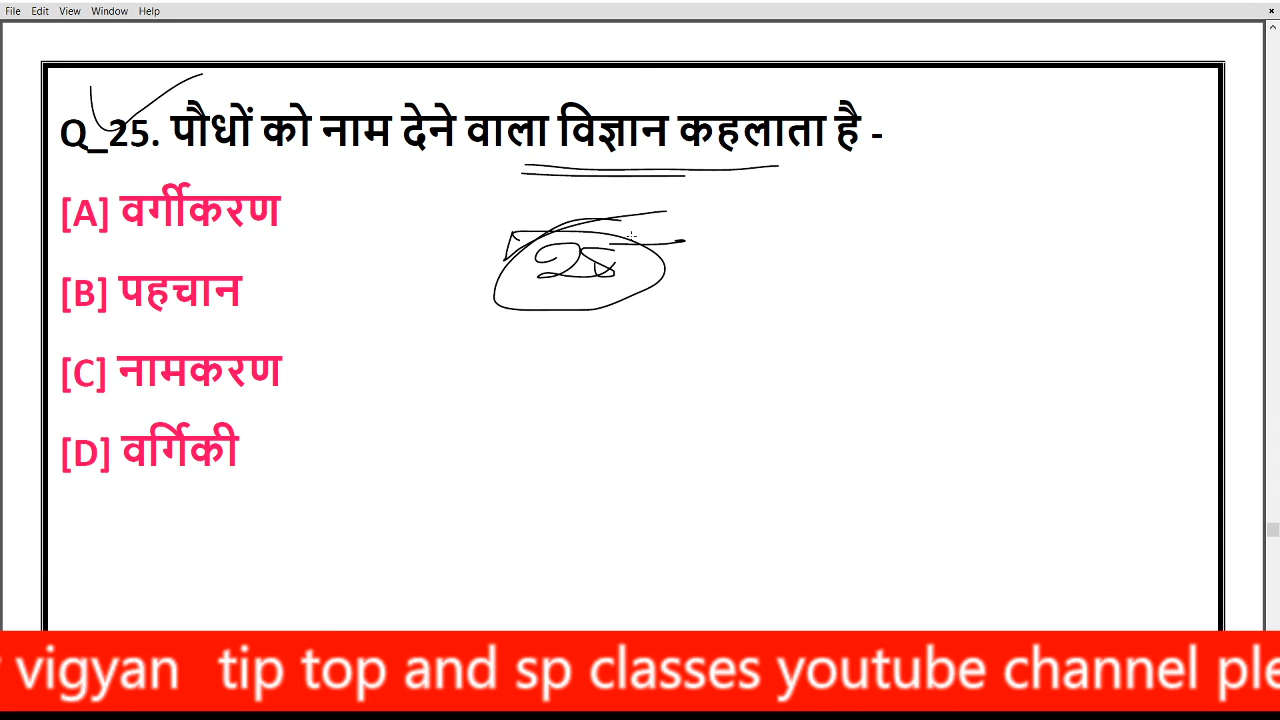 File Edit View Window Help
Q_25. पौधों को नाम देने वाला विज्ञान कहलाता है -
[A] वर्गीकरण
25
[B] पहचान
[C] नामकरण
[D] वर्गिकी
vigyan tip top and sp classes youtube channel ple